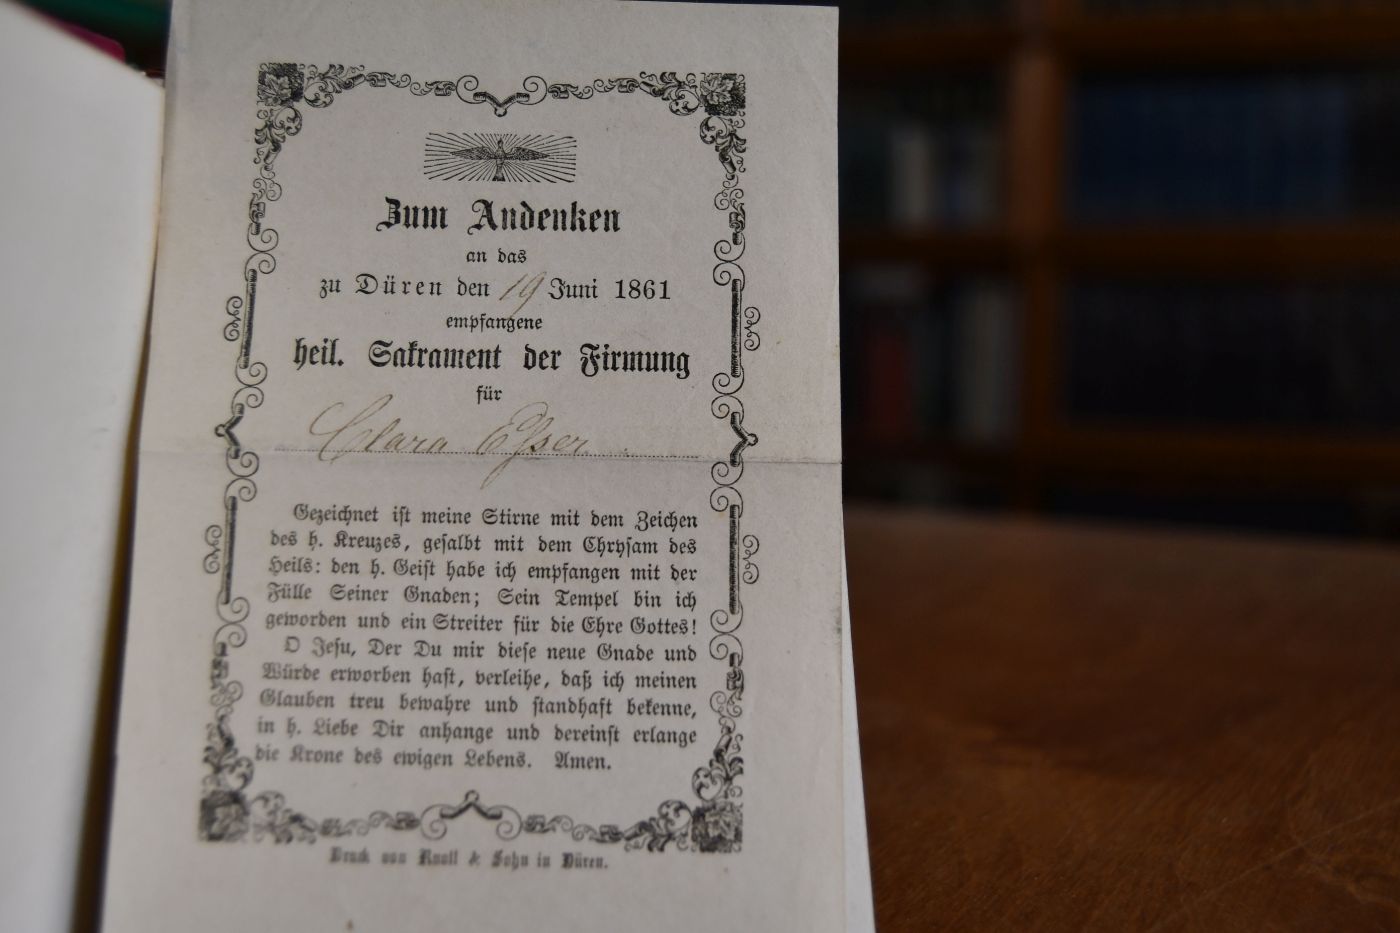 Zum Andenken
an das
zu Düren den 19 Juni 1861
empfangene
heil. Sakrament der Firmung
für
Clara Esser
Gezeichnet ist meine Stirne mit dem Zeichen
des h. Kreuzes, gesalbt mit dem Chrysam des
Heils: den h. Geist habe ich empfangen mit der
Fülle Seiner Gnaden; Sein Tempel bin ich
geworden und ein Streiter für die Ehre Gottes!
O Jesu, Der Du mir diese neue Gnade und
Würde erworben hast, verleihe, daß ich meinen
Glauben treu bewahre und standhaft bekenne,
in h. Liebe Dir anhange und dereinst erlange
die Krone des ewigen Lebens. Amen.
Druck von Knoll & Sohn in Düren.